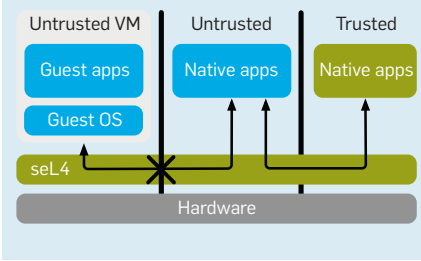 Untrusted VM
Untrusted
Trusted
Guest apps
Native apps
Native apps
Guest OS
seL4
Hardware